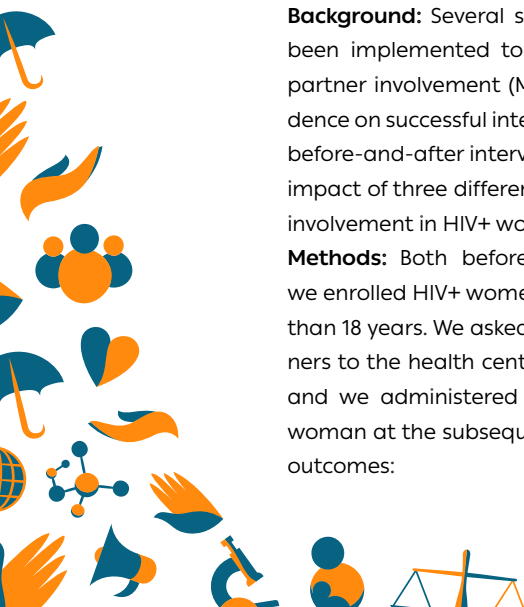 Background: Several s
been implemented to
partner involvement (M
dence on successful inte
before-and-after interv
impact of three differer
involvement in HIV+ wo
Methods: Both before
we enrolled HIV+ wome
than 18 years. We asked
ners to the health cent
and we administered
woman at the subsequ
outcomes: